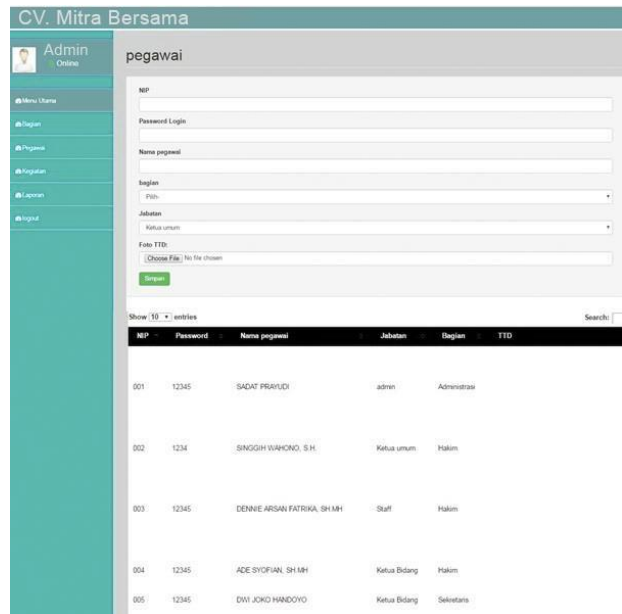 CV. Mitra Bersama
Admin
Online
Menu Utama
Bagian
Pegawai
Kegiatan
Laporan
logout
pegawai
NIP
Password Login
Nama pegawai
bagian
Pilih-
Jabatan
Ketua umum
Foto TTD:
Choose File No file chosen
Simpan
Show 10 entries
Search:
NIP Password Nama pegawai Jabatan Bagian TTD
001 12345 SADAT PRAYUDI admin Administrasi
002 1234 SINGGIH WAHONO, S.H. Ketua umum Hakim
003 12345 DENNIE ARSAN FATRIKA, SH.MH Staff Hakim
004 12345 ADE SYOFIAN, SH.MH Ketua Bidang Hakim
005 12345 DWI JOKO HANDOYO Ketua Bidang Sekretaris